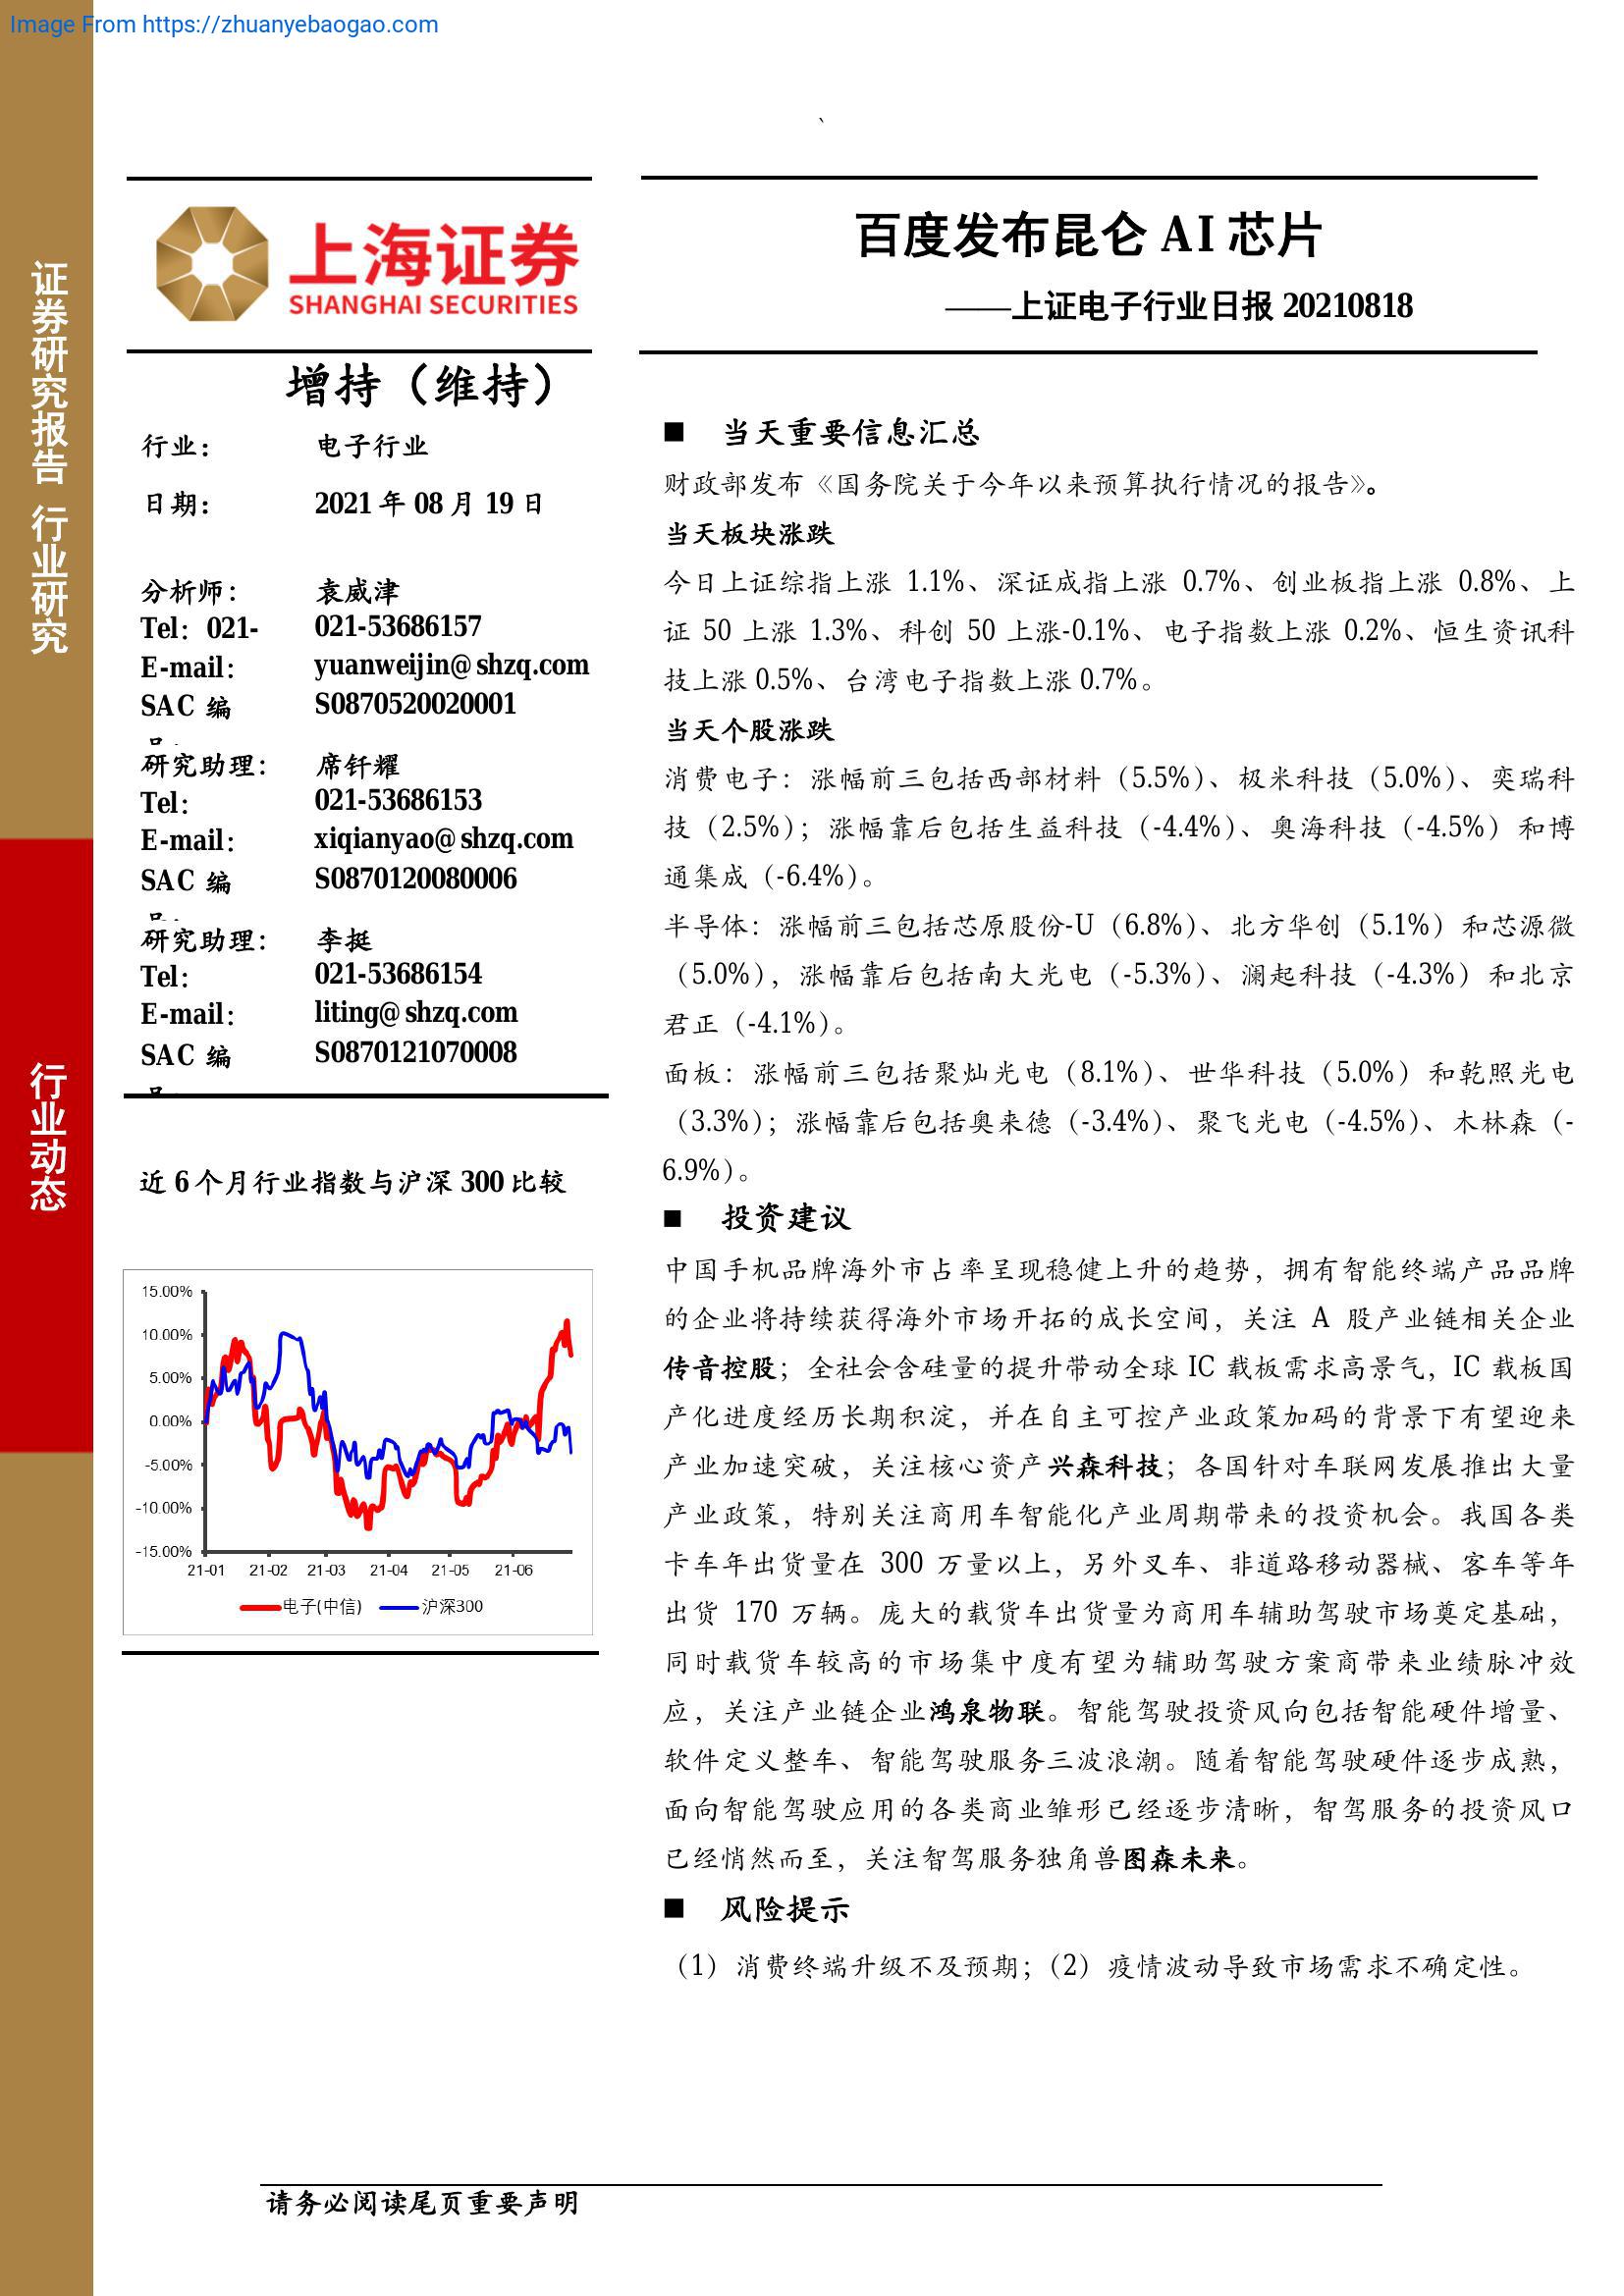 Image From https://zhuanyebaogao.com
、
证券研究报告 行业研究
行业动态
上海证券
SHANGHAI SECURITIES
百度发布昆仑 AI 芯片
——上证电子行业日报 20210818
增持（维持）
行业： 电子行业
日期： 2021 年 08 月 19 日
分析师： 袁威津
Tel：021- 021-53686157
E-mail： yuanweijin@shzq.com
SAC 编 S0870520020001
研究助理： 席钎耀
Tel： 021-53686153
E-mail： xiqianyao@shzq.com
SAC 编 S0870120080006
研究助理： 李挺
Tel： 021-53686154
E-mail： liting@shzq.com
SAC 编 S0870121070008
近 6 个月行业指数与沪深 300 比较
15.00%
10.00%
5.00%
0.00%
-5.00%
-10.00%
-15.00%
21-01 21-02 21-03 21-04 21-05 21-06
电子(中信) 沪深300
■ 当天重要信息汇总
财政部发布《国务院关于今年以来预算执行情况的报告》。
当天板块涨跌
今日上证综指上涨 1.1%、深证成指上涨 0.7%、创业板指上涨 0.8%、上
证 50 上涨 1.3%、科创 50 上涨-0.1%、电子指数上涨 0.2%、恒生资讯科
技上涨 0.5%、台湾电子指数上涨 0.7%。
当天个股涨跌
消费电子：涨幅前三包括西部材料（5.5%）、极米科技（5.0%）、奕瑞科
技（2.5%）；涨幅靠后包括生益科技（-4.4%）、奥海科技（-4.5%）和博
通集成（-6.4%）。
半导体：涨幅前三包括芯原股份-U（6.8%）、北方华创（5.1%）和芯源微
（5.0%），涨幅靠后包括南大光电（-5.3%）、澜起科技（-4.3%）和北京
君正（-4.1%）。
面板：涨幅前三包括聚灿光电（8.1%）、世华科技（5.0%）和乾照光电
（3.3%）；涨幅靠后包括奥来德（-3.4%）、聚飞光电（-4.5%）、木林森（-
6.9%）。
■ 投资建议
中国手机品牌海外市占率呈现稳健上升的趋势，拥有智能终端产品品牌
的企业将持续获得海外市场开拓的成长空间，关注 A 股产业链相关企业
传音控股；全社会含硅量的提升带动全球 IC 载板需求高景气，IC 载板国
产化进度经历长期积淀，并在自主可控产业政策加码的背景下有望迎来
产业加速突破，关注核心资产兴森科技；各国针对车联网发展推出大量
产业政策，特别关注商用车智能化产业周期带来的投资机会。我国各类
卡车年出货量在 300 万量以上，另外叉车、非道路移动器械、客车等年
出货 170 万辆。庞大的载货车出货量为商用车辅助驾驶市场奠定基础，
同时载货车较高的市场集中度有望为辅助驾驶方案商带来业绩脉冲效
应，关注产业链企业鸿泉物联。智能驾驶投资风向包括智能硬件增量、
软件定义整车、智能驾驶服务三波浪潮。随着智能驾驶硬件逐步成熟，
面向智能驾驶应用的各类商业雏形已经逐步清晰，智驾服务的投资风口
已经悄然而至，关注智驾服务独角兽图森未来。
■ 风险提示
（1）消费终端升级不及预期；（2）疫情波动导致市场需求不确定性。
请务必阅读尾页重要声明